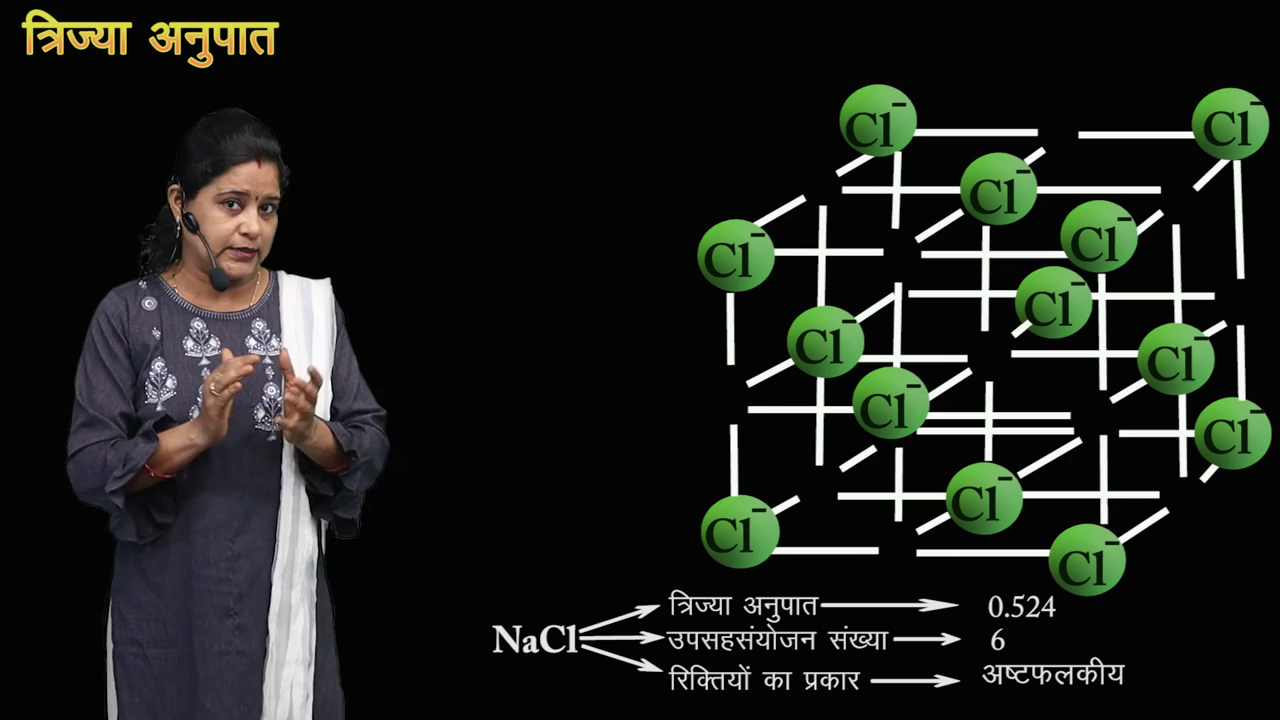 त्रिज्या अनुपात
Cl⁻
Cl⁻
Cl⁻
Cl⁻
Cl⁻
Cl⁻
Cl⁻
Cl⁻
Cl⁻
Cl⁻
Cl⁻
Cl⁻
Cl⁻
NaCl
त्रिज्या अनुपात 0.524
उपसहसंयोजन संख्या 6
रिक्तियों का प्रकार अष्टफलकीय